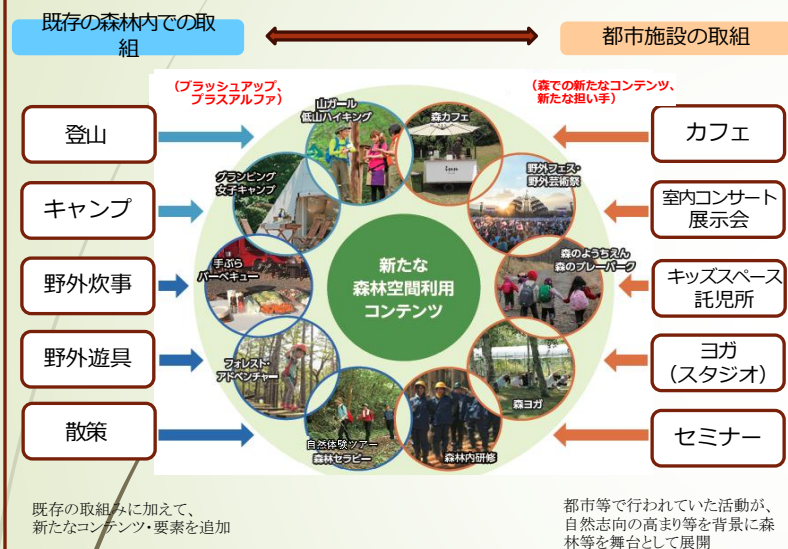 既存の森林内での取
組
都市施設の取組
(ブラッシュアップ、
プラスアルファ)
(森での新たなコンテンツ、
新たな担い手)
登山
キャンプ
野外炊事
野外遊具
散策
山ガール
低山ハイキング
グランピング
女子キャンプ
手ぶら
バーベキュー
フォレスト・
アドベンチャー
自然体験ツアー
森林セラピー
森カフェ
inn
野外フェス・
野外芸術祭
森のようちえん
森のプレーパーク
森ヨガ
森林内研修
新たな
森林空間利用
コンテンツ
カフェ
室内コンサート
展示会
キッズスペース
託児所
ヨガ
(スタジオ)
セミナー
既存の取組みに加えて、
新たなコンテンツ・要素を追加
都市等で行われていた活動が、
自然志向の高まり等を背景に森
林等を舞台として展開